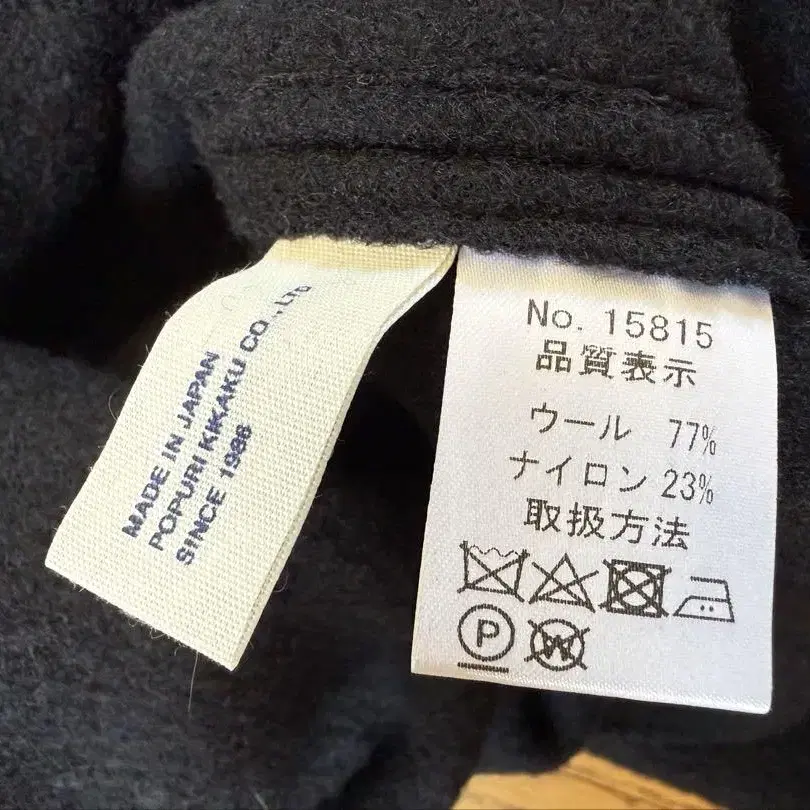 MADE IN JAPAN
POPURI KIKAKU CO., LTD
SINCE 1986
No. 15815
品質表示
ウール 77%
ナイロン 23%
取扱方法
P
W